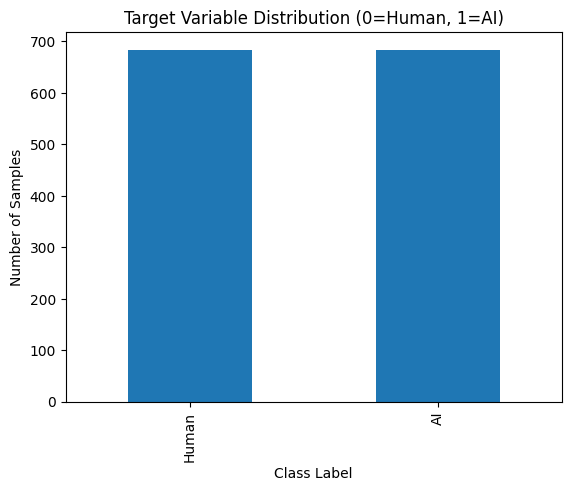 Target Variable Distribution (0=Human, 1=AI)
700
600
500
400
300
200
100
0
Number of Samples
Human
AI
Class Label